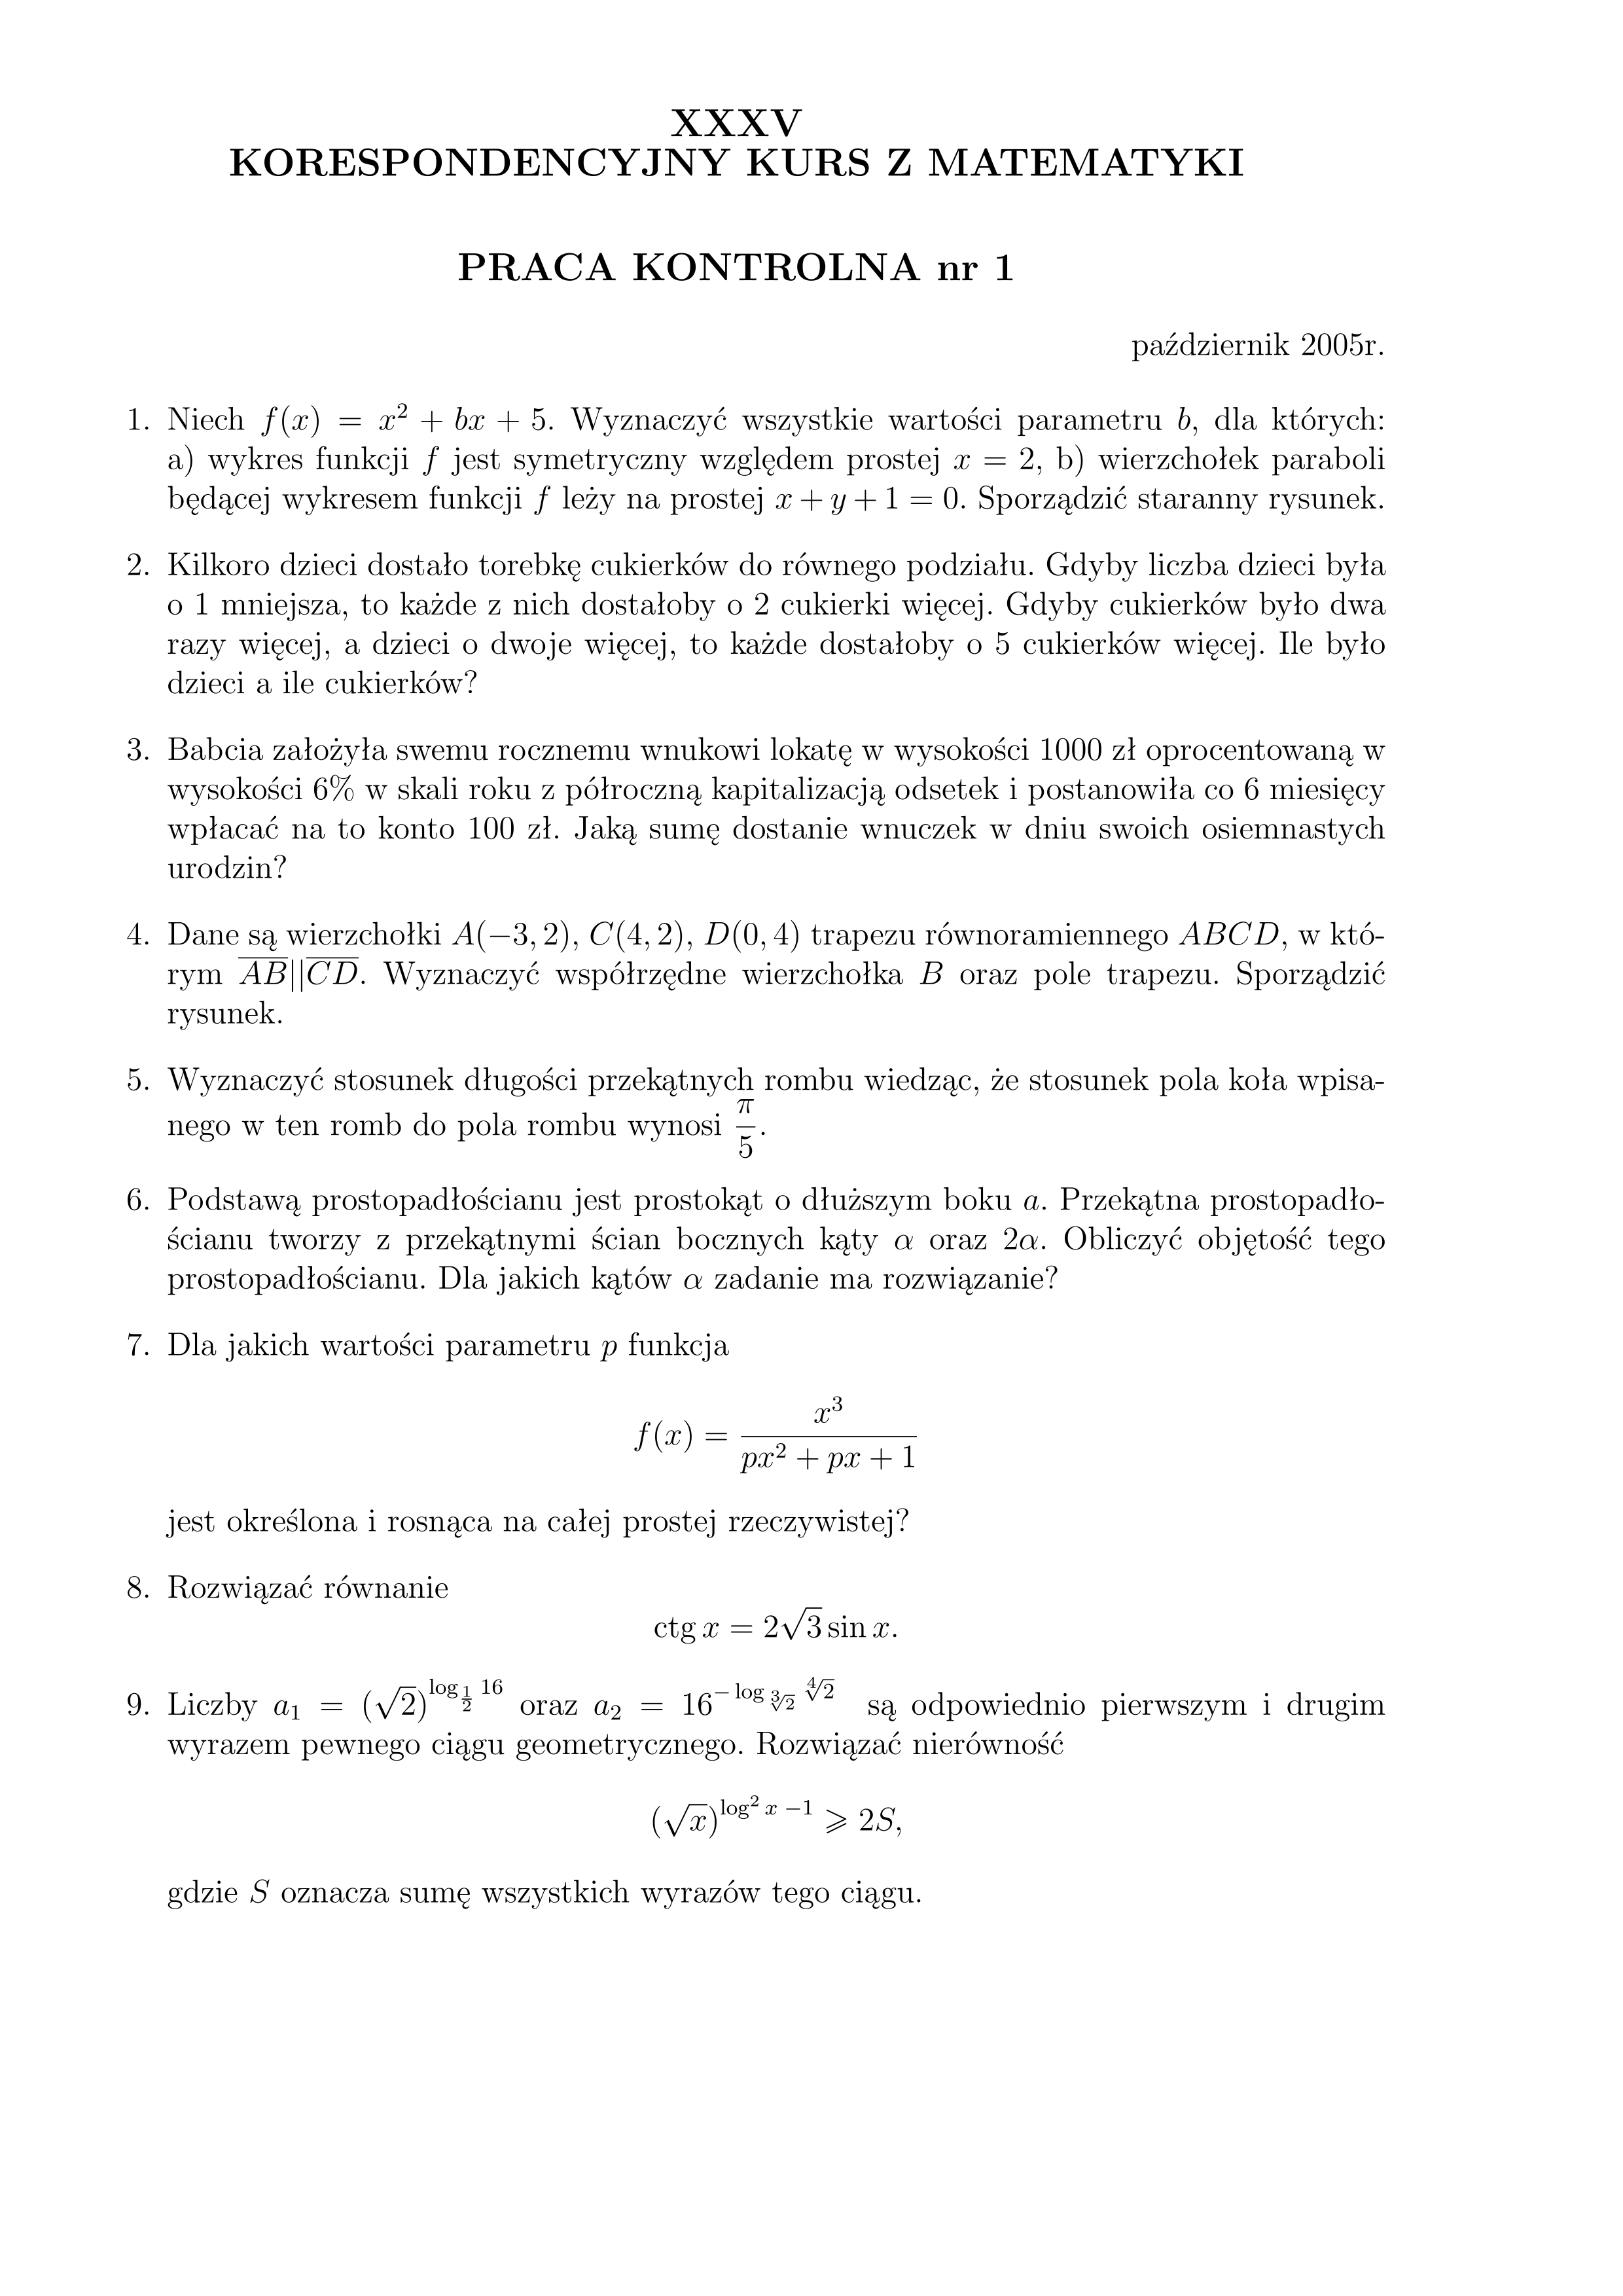 XXXV
KORESPONDENCYJNY KURS Z MATEMATYKI
PRACA KONTROLNA nr 1
październik 2005r.
1. Niech f(x) = x² + bx + 5. Wyznaczyć wszystkie wartości parametru b, dla których:
a) wykres funkcji f jest symetryczny względem prostej x = 2, b) wierzchołek paraboli
będącej wykresem funkcji f leży na prostej x + y + 1 = 0. Sporządzić staranny rysunek.
2. Kilkoro dzieci dostało torebkę cukierków do równego podziału. Gdyby liczba dzieci była
o 1 mniejsza, to każde z nich dostałoby o 2 cukierki więcej. Gdyby cukierków było dwa
razy więcej, a dzieci o dwoje więcej, to każde dostałoby o 5 cukierków więcej. Ile było
dzieci a ile cukierków?
3. Babcia założyła swemu rocznemu wnukowi lokatę w wysokości 1000 zł oprocentowaną w
wysokości 6% w skali roku z półroczną kapitalizacją odsetek i postanowiła co 6 miesięcy
wpłacać na to konto 100 zł. Jaką sumę dostanie wnuczek w dniu swoich osiemnastych
urodzin?
4. Dane są wierzchołki A(−3, 2), C(4, 2), D(0, 4) trapezu równoramiennego ABCD, w któ-
rym \overline{AB}||\overline{CD}. Wyznaczyć współrzędne wierzchołka B oraz pole trapezu. Sporządzić
rysunek.
5. Wyznaczyć stosunek długości przekątnych rombu wiedząc, że stosunek pola koła wpisa-
nego w ten romb do pola rombu wynosi \frac{π}{5}.
6. Podstawą prostopadłościanu jest prostokąt o dłuższym boku a. Przekątna prostopadło-
ścianu tworzy z przekątnymi ścian bocznych kąty α oraz 2α. Obliczyć objętość tego
prostopadłościanu. Dla jakich kątów α zadanie ma rozwiązanie?
7. Dla jakich wartości parametru p funkcja
f(x) = \frac{x^3}{px^2 + px + 1}
jest określona i rosnąca na całej prostej rzeczywistej?
8. Rozwiązać równanie
ctg x = 2√3 sin x.
9. Liczby a_1 = (\sqrt{2})^{\log_{\frac{1}{2}} 16} oraz a_2 = 16^{-\log_{\sqrt[3]{2}} \sqrt[4]{2}} są odpowiednio pierwszym i drugim
wyrazem pewnego ciągu geometrycznego. Rozwiązać nierówność
(\sqrt{x})^{\log^2 x - 1} ⩾ 2S,
gdzie S oznacza sumę wszystkich wyrazów tego ciągu.